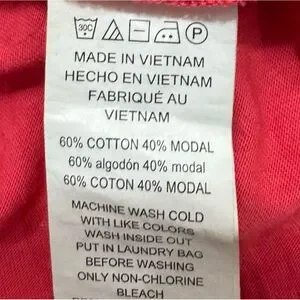 30C P
MADE IN VIETNAM
HECHO EN VIETNAM
FABRIQUÉ AU
VIETNAM
60% COTTON 40% MODAL
60% algodón 40% modal
60% COTON 40% MODAL
MACHINE WASH COLD
WITH LIKE COLORS
WASH INSIDE OUT
PUT IN LAUNDRY BAG
BEFORE WASHING
ONLY NON-CHLORINE
BLEACH